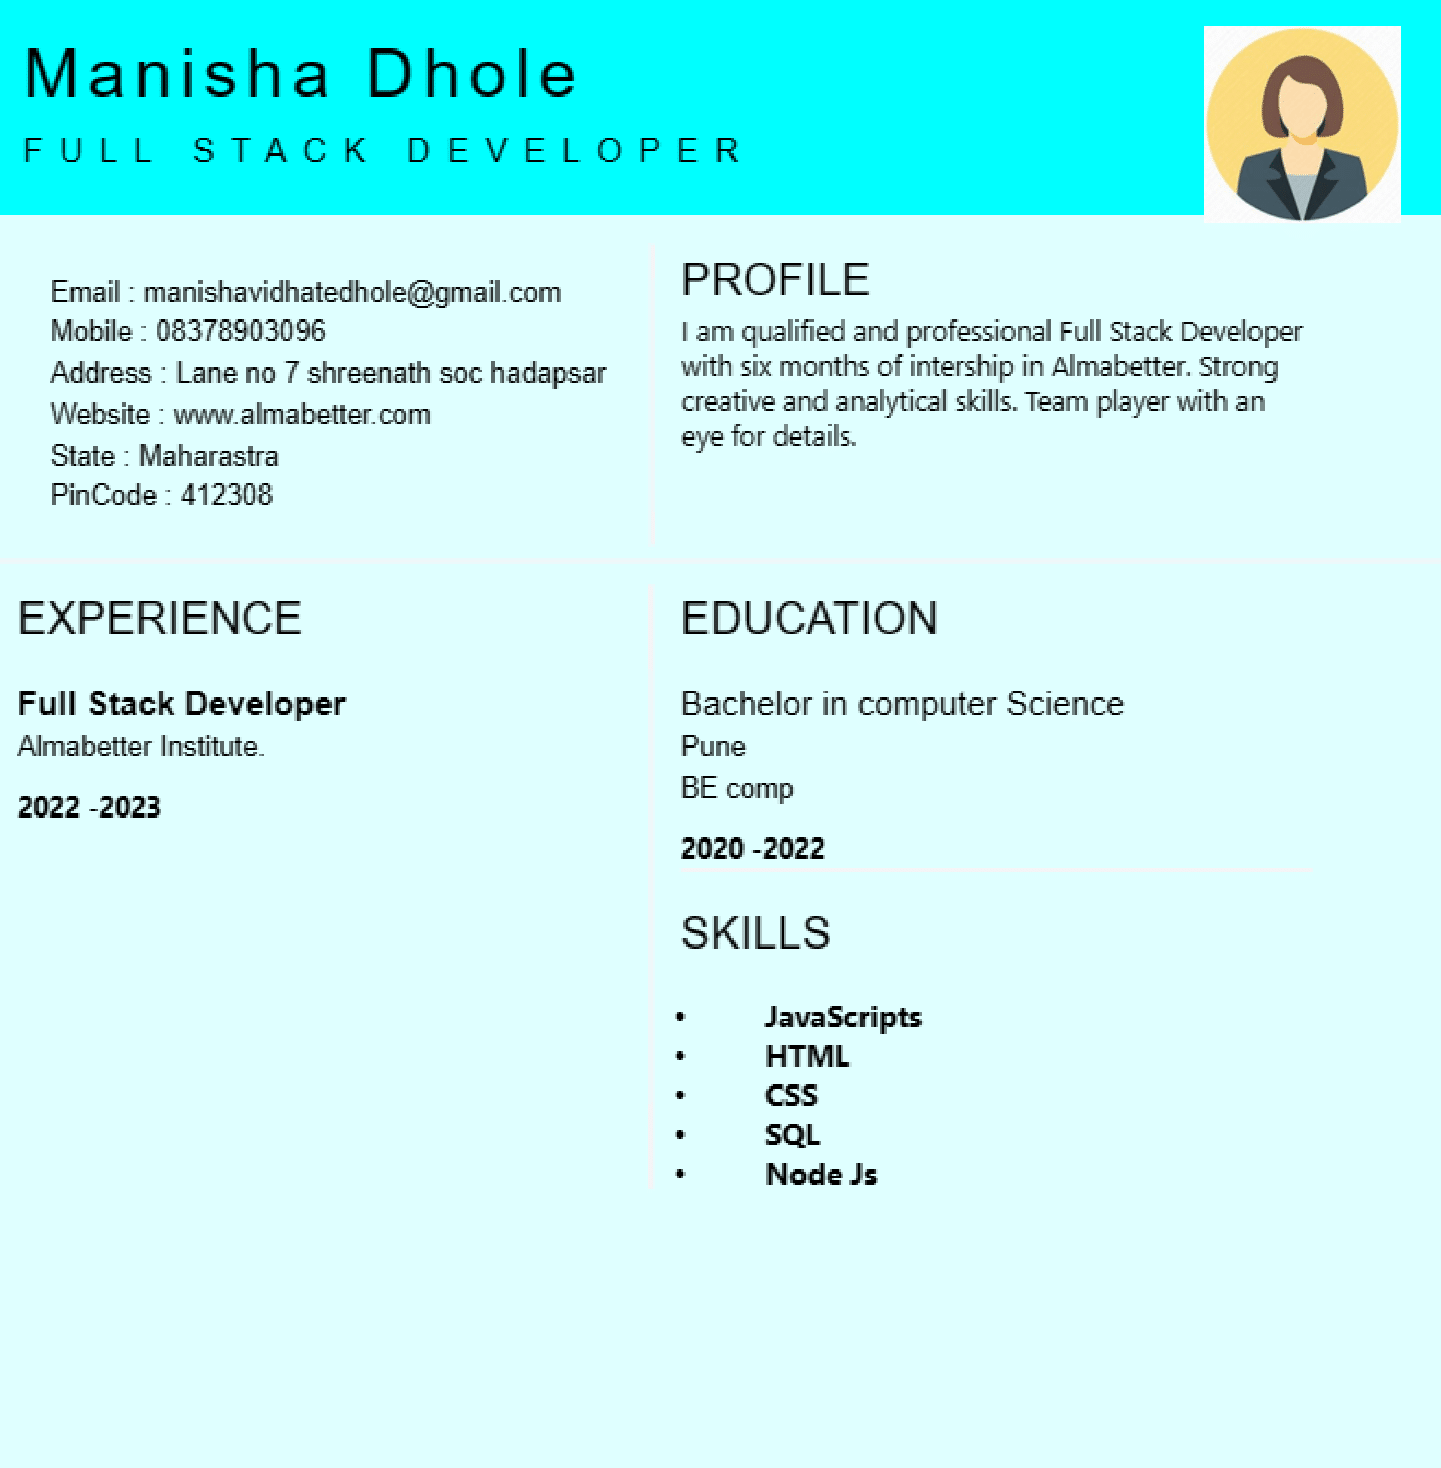 Manisha Dhole
FULL STACK DEVELOPER
Email : manishavidhatedhole@gmail.com
Mobile : 08378903096
Address : Lane no 7 shreenath soc hadapsar
Website : www.almabetter.com
State : Maharastra
PinCode : 412308
PROFILE
I am qualified and professional Full Stack Developer
with six months of intership in Almabetter. Strong
creative and analytical skills. Team player with an
eye for details.
EXPERIENCE
Full Stack Developer
Almabetter Institute.
2022 -2023
EDUCATION
Bachelor in computer Science
Pune
BE comp
2020 -2022
SKILLS
• JavaScripts
• HTML
• CSS
• SQL
• Node Js